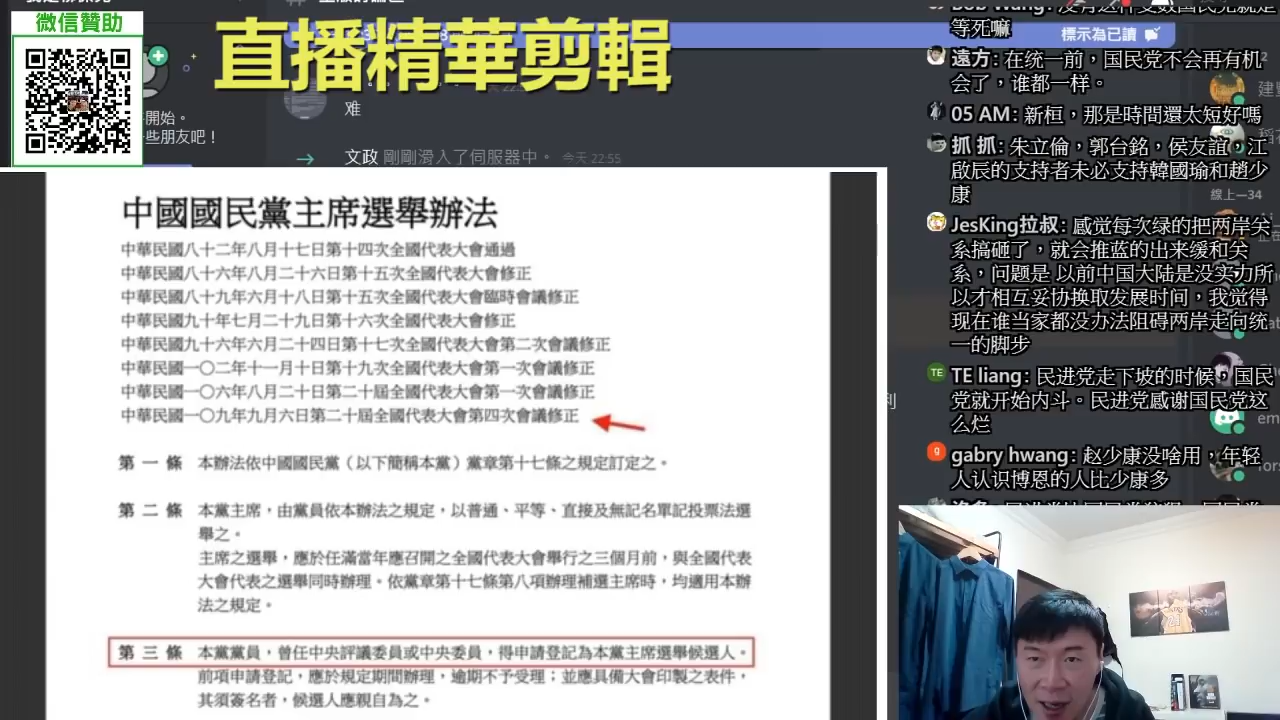 微信贊助
直播精華剪輯
標示為已讀
開始。
些朋友吧！
难
文政 剛剛滑入了伺服器中。 今天 22:55
中國國民黨主席選舉辦法
中華民國八十二年八月十七日第十四次全國代表大會通過
中華民國八十六年八月二十六日第十五次全國代表大會修正
中華民國八十九年六月十八日第十五次全國代表大會臨時會議修正
中華民國九十年七月二十九日第十六次全國代表大會修正
中華民國九十六年六月二十四日第十七次全國代表大會第二次會議修正
中華民國一〇二年十一月十日第十九次全國代表大會第一次會議修正
中華民國一〇六年八月二十日第二十屆全國代表大會第一次會議修正
中華民國一〇九年九月六日第二十屆全國代表大會第四次會議修正
第 一 條 本辦法依中國國民黨（以下簡稱本黨）黨章第十七條之規定訂定之。
第 二 條 本黨主席，由黨員依本辦法之規定，以普通、平等、直接及無記名單記投票法選
舉之。
主席之選舉，應於任滿當年應召開之全國代表大會舉行之三個月前，與全國代表
大會代表之選舉同時辦理。依黨章第十七條第八項辦理補選主席時，均適用本辦
法之規定。
第 三 條 本黨黨員，曾任中央評議委員或中央委員，得申請登記為本黨主席選舉候選人。
前項申請登記，應於規定期間辦理，逾期不予受理；並應具備大會印製之表件，
其須簽名者，候選人應親自為之。
等死嘛
遠方: 在统一前，国民党不会再有机
会了，谁都一样。
05 AM: 新桓，那是時間還太短好嗎
抓 抓: 朱立倫，郭台銘，侯友誼，江
啟辰的支持者未必支持韓國瑜和趙少
康
線上—34
JesKing拉叔: 感觉每次绿的把两岸关
系搞砸了，就会推蓝的出来缓和关
系，问题是 以前中国大陆是没实力所
以才相互妥协换取发展时间，我觉得
现在谁当家都没办法阻碍两岸走向统
一的脚步
TE liang: 民进党走下坡的时候，国民
党就开始内斗。民进党感谢国民党这
么烂
gabry hwang: 赵少康没啥用，年轻
人认识博恩的人比少康多